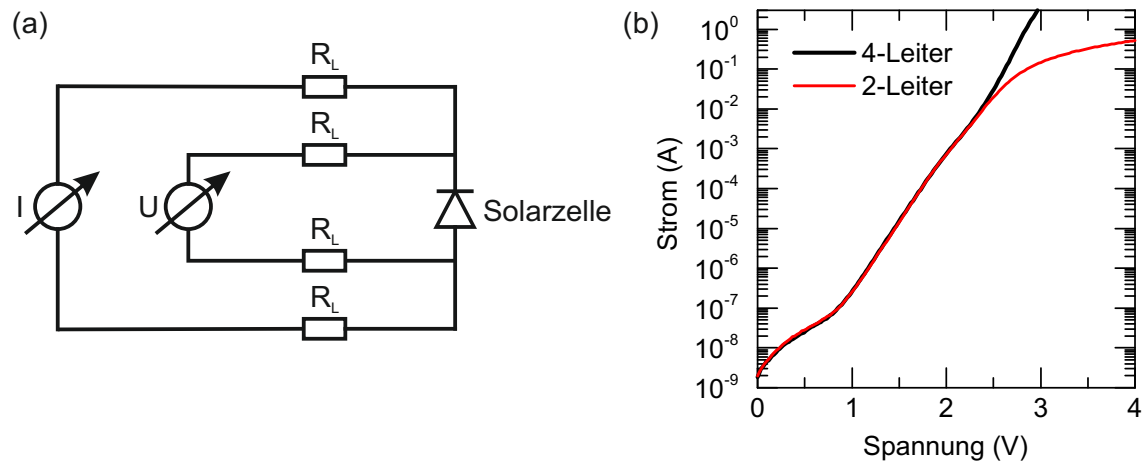 (a)
R_L
R_L
I
U
Solarzelle
R_L
R_L
(b)
4-Leiter
2-Leiter
Strom (A)
10^0
10^-1
10^-2
10^-3
10^-4
10^-5
10^-6
10^-7
10^-8
10^-9
0 1 2 3 4
Spannung (V)